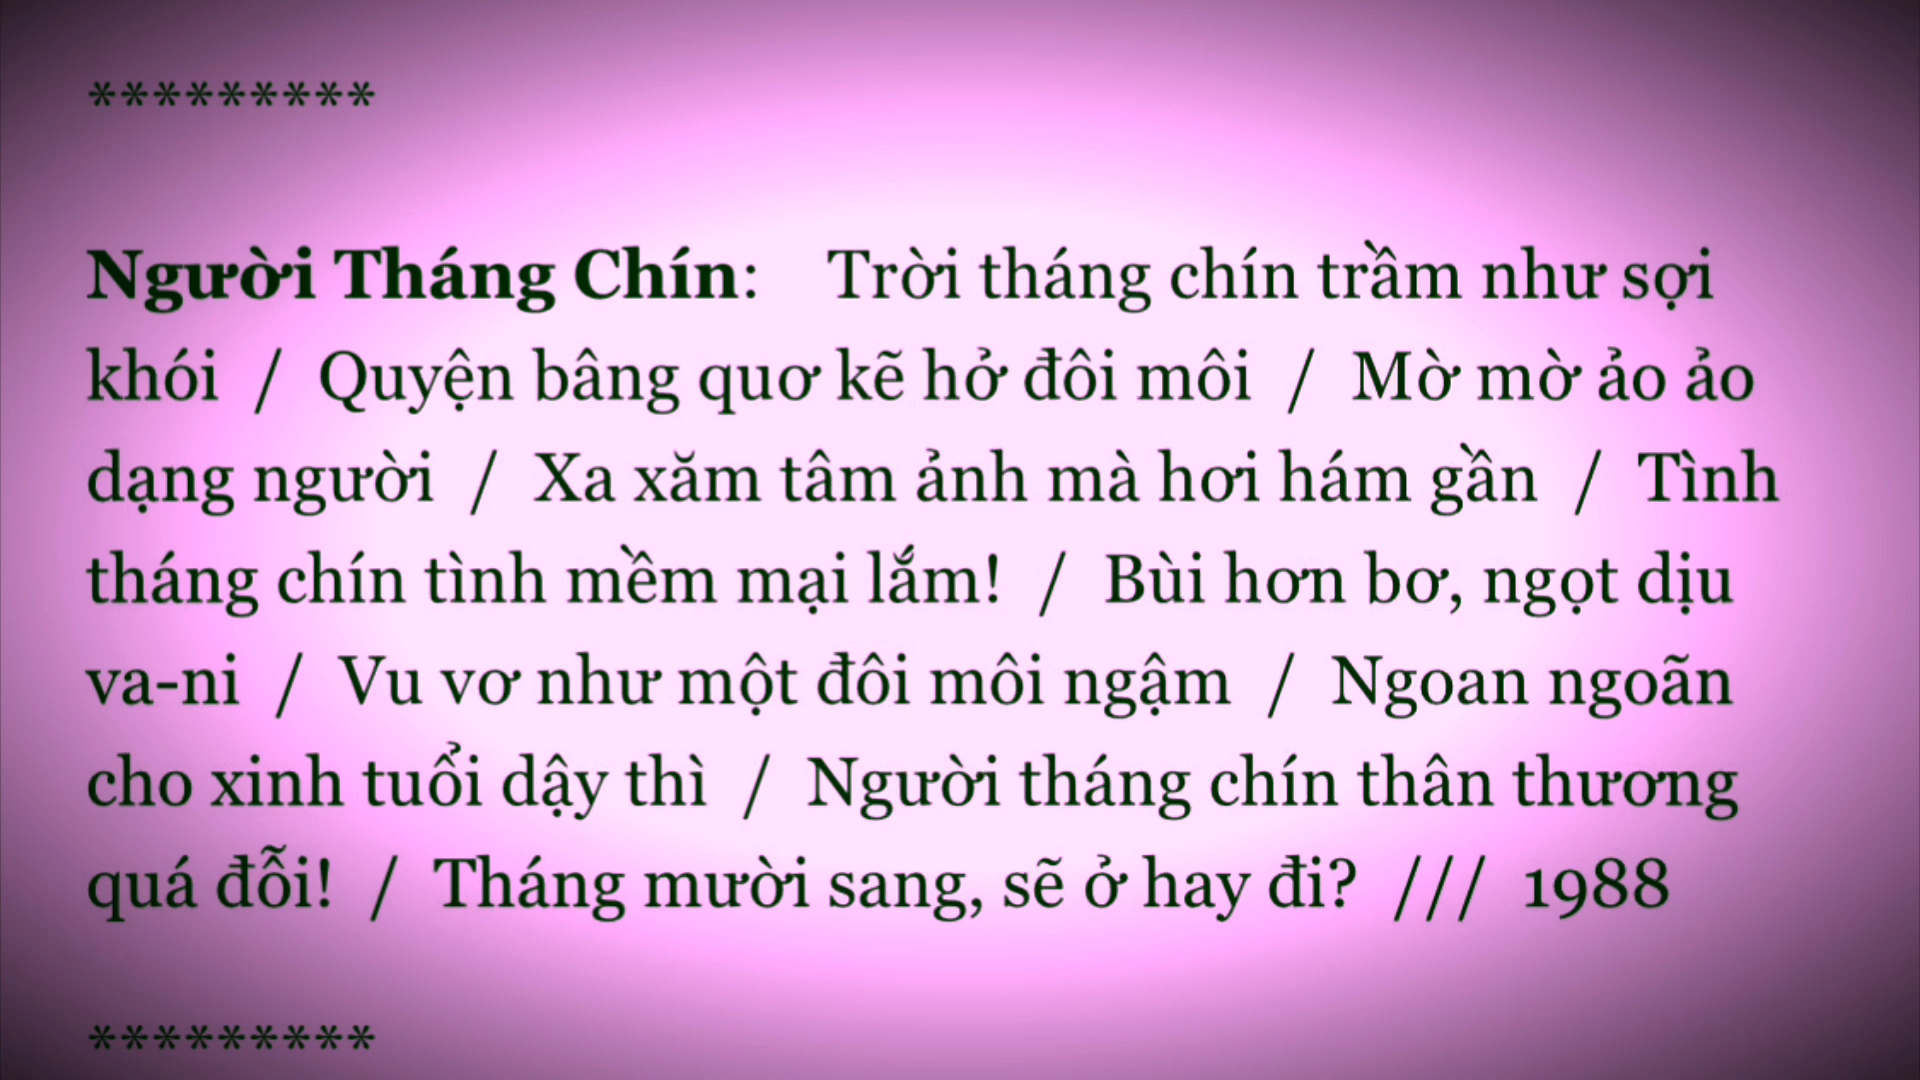 *********
Người Tháng Chín: Trời tháng chín trầm như sợi
khói / Quyện bâng quơ kẽ hở đôi môi / Mờ mờ ảo ảo
dạng người / Xa xăm tâm ảnh mà hơi hám gần / Tình
tháng chín tình mềm mại lắm! / Bùi hơn bơ, ngọt dịu
va-ni / Vu vơ như một đôi môi ngậm / Ngoan ngoãn
cho xinh tuổi dậy thì / Người tháng chín thân thương
quá đỗi! / Tháng mười sang, sẽ ở hay đi? /// 1988
*********